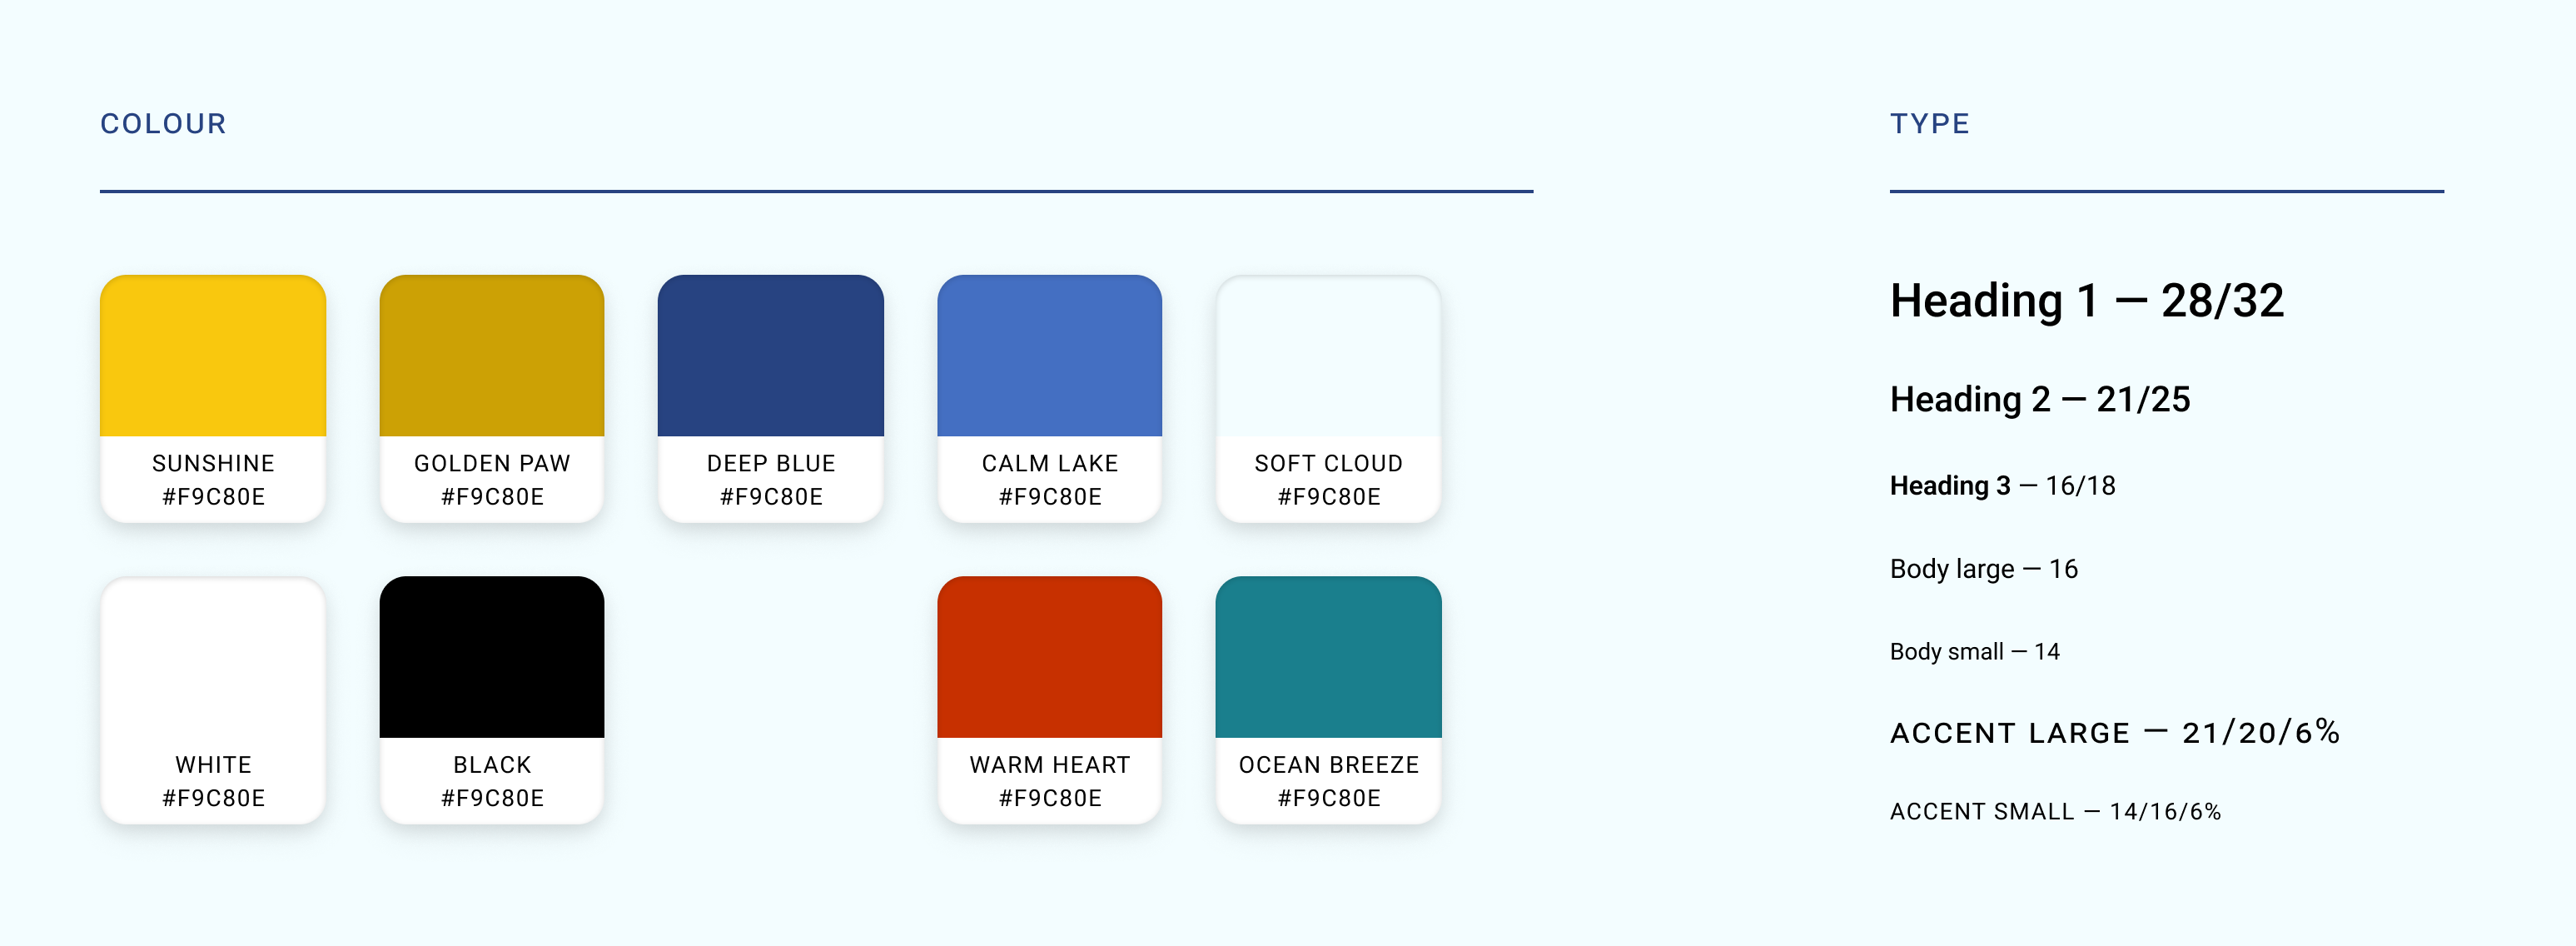 COLOUR
SUNSHINE
#F9C80E
GOLDEN PAW
#F9C80E
DEEP BLUE
#F9C80E
CALM LAKE
#F9C80E
SOFT CLOUD
#F9C80E
WHITE
#F9C80E
BLACK
#F9C80E
WARM HEART
#F9C80E
OCEAN BREEZE
#F9C80E
TYPE
Heading 1 — 28/32
Heading 2 — 21/25
Heading 3 — 16/18
Body large — 16
Body small — 14
ACCENT LARGE — 21/20/6%
ACCENT SMALL — 14/16/6%